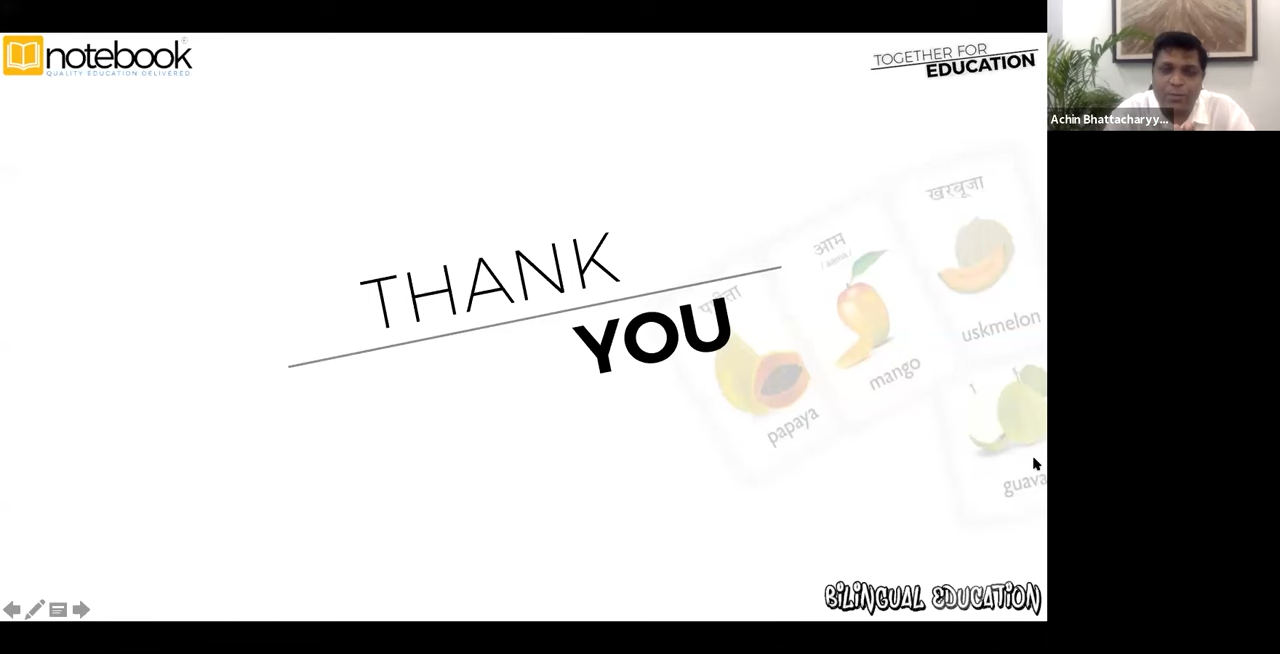 notebook
QUALITY EDUCATION DELIVERED
TOGETHER FOR
EDUCATION
Achin Bhattacharyy...
THANK
YOU
खरबूजा
uskmelon
आम
/aama/
mango
papaya
guava
BILINGUAL EDUCATION